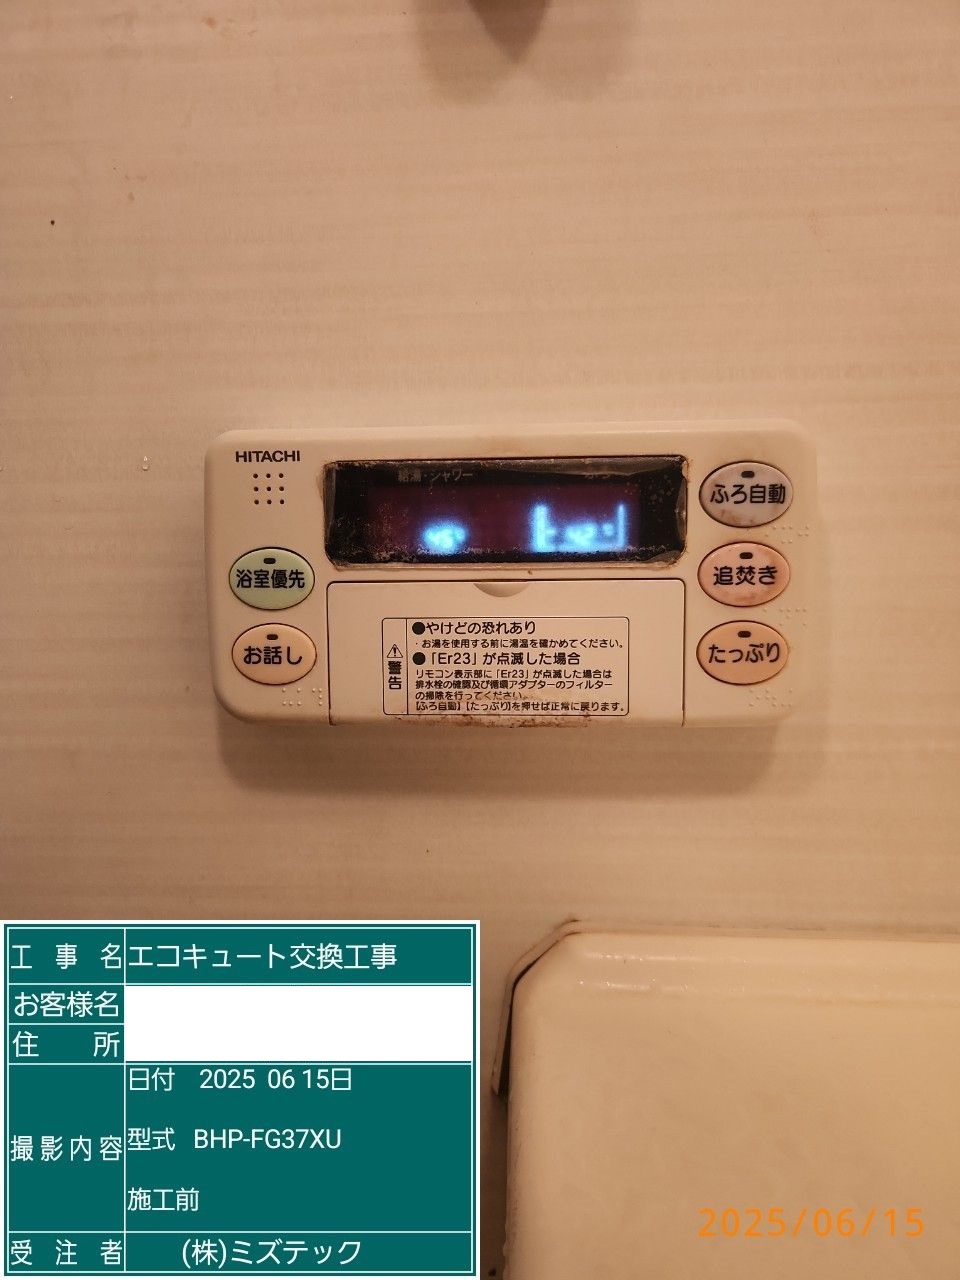 HITACHI
給湯・シャワー
45°
42
ふろ自動
浴室優先
追焚き
お話し
たっぷり
警告
●やけどの恐れあり
・お湯を使用する前に湯温を確かめてください。
●「Er23」が点滅した場合
リモコン表示部に「Er23」が点滅した場合は
排水栓の確認及び循環アダプターのフィルター
の掃除を行ってください。
【ふろ自動】【たっぷり】を押せば正常に戻ります。
工事名 エコキュート交換工事
お客様名
住所
撮影内容
日付 2025 06 15日
型式 BHP-FG37XU
施工前
受注者 (株)ミズテック
2025/06/15